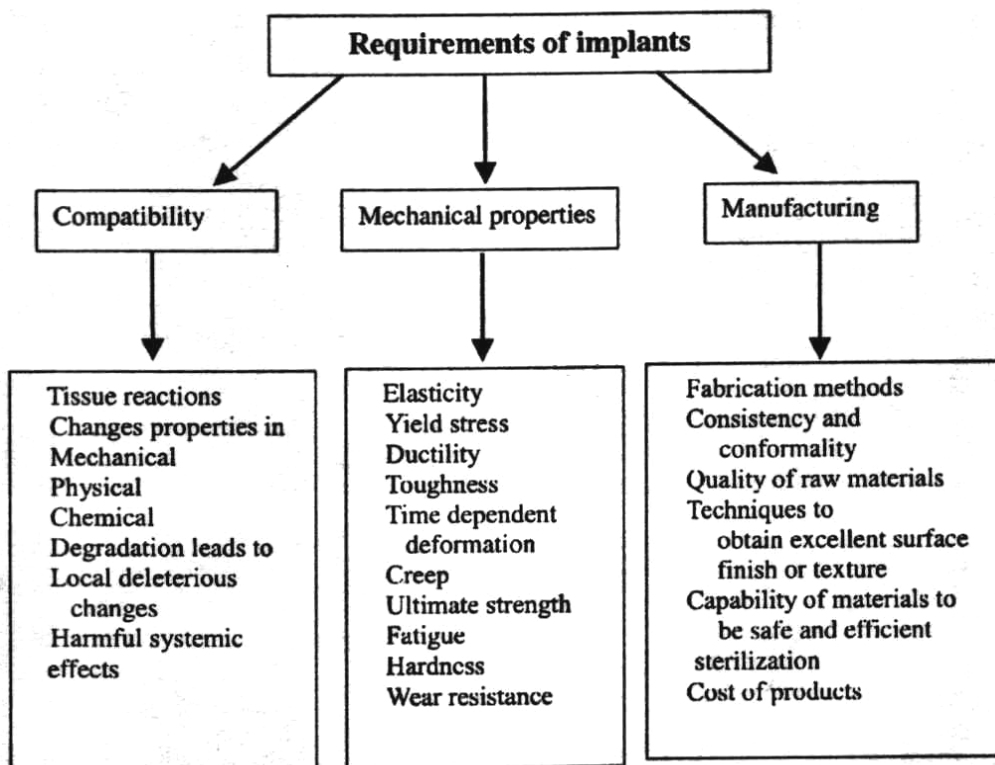 Requirements of implants
Compatibility
Mechanical properties
Manufacturing
Tissue reactions
Changes properties in
Mechanical
Physical
Chemical
Degradation leads to
Local deleterious
changes
Harmful systemic
effects
Elasticity
Yield stress
Ductility
Toughness
Time dependent
deformation
Creep
Ultimate strength
Fatigue
Hardness
Wear resistance
Fabrication methods
Consistency and
conformality
Quality of raw materials
Techniques to
obtain excellent surface
finish or texture
Capability of materials to
be safe and efficient
sterilization
Cost of products